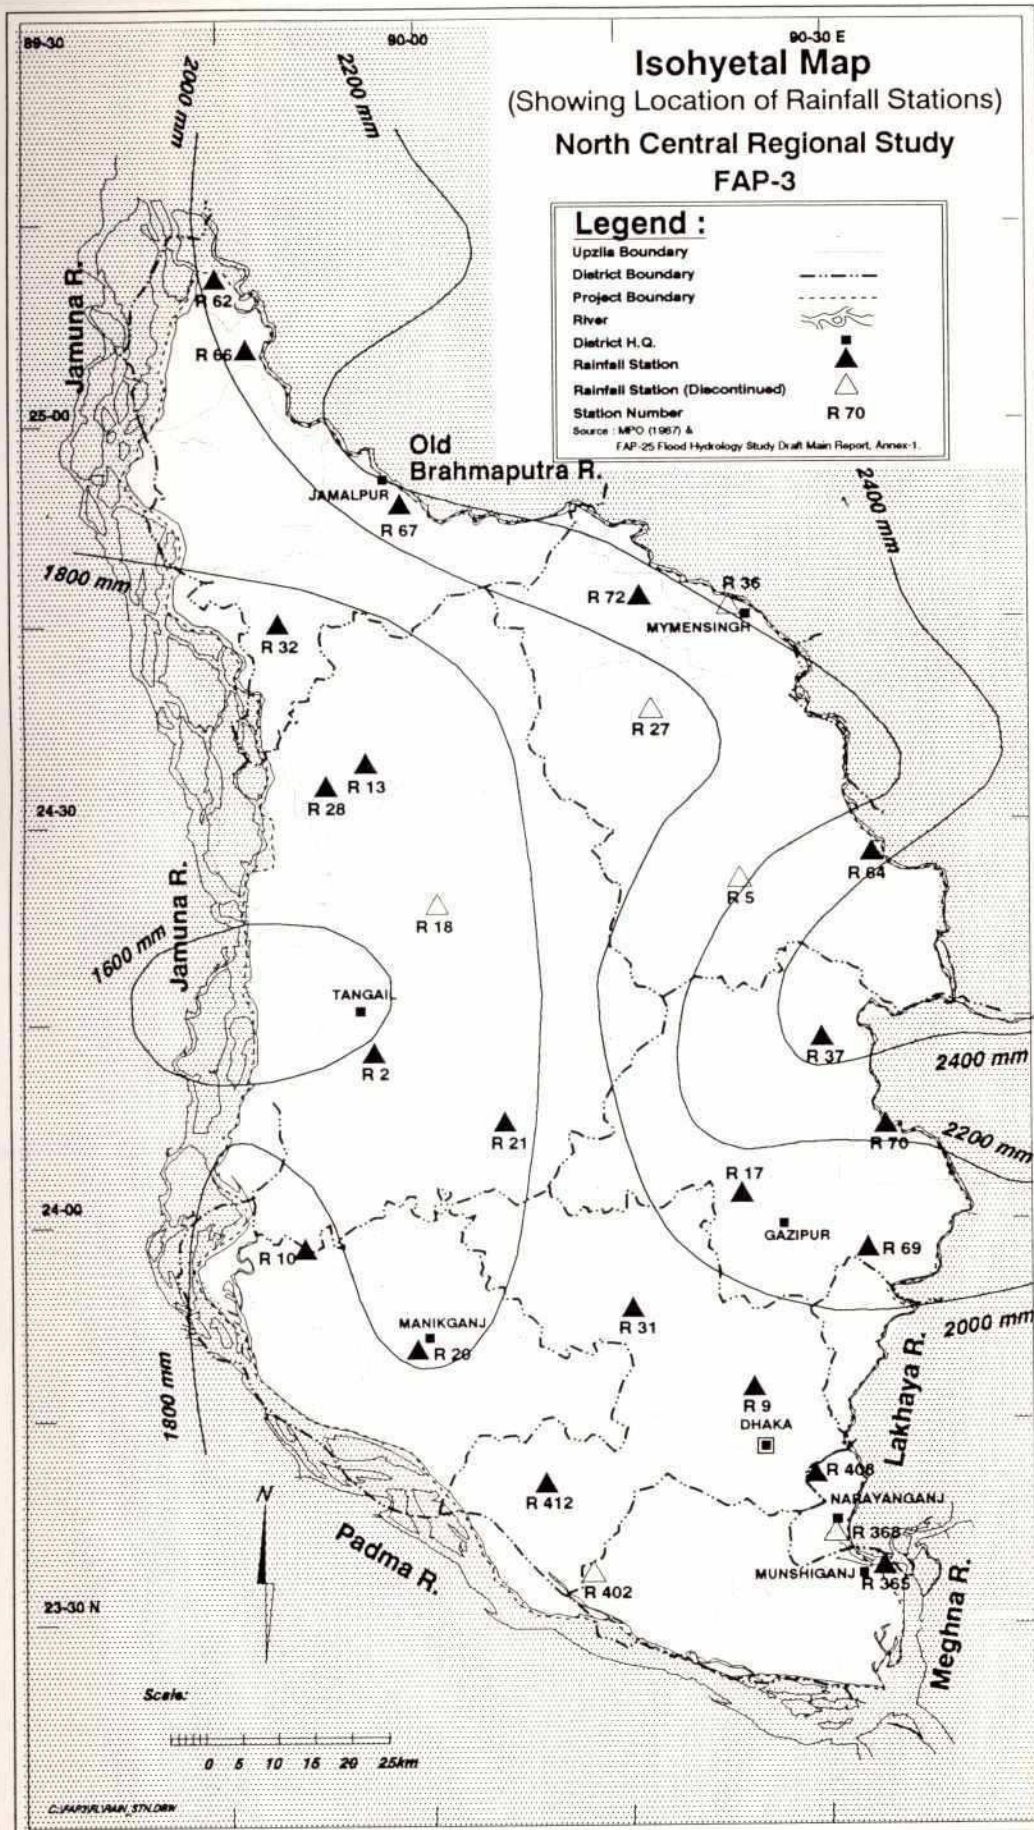 89-30
90-00
90-30 E
Isohyetal Map
(Showing Location of Rainfall Stations)
North Central Regional Study
FAP-3
Legend :
Upzila Boundary
District Boundary
Project Boundary
River
District H.Q.
Rainfall Station
Rainfall Station (Discontinued)
Station Number R 70
Source : MPO (1987) &
FAP-25 Flood Hydrology Study Draft Main Report, Annex-1.
2000 mm
2200 mm
Jamuna R.
R 62
R 66
25-00
Old
Brahmaputra R.
JAMALPUR
R 67
2400 mm
1800 mm
R 36
R 72
MYMENSINGH
R 32
R 27
R 13
R 28
24-30
R 64
R 5
Jamuna R.
R 18
1600 mm
TANGAIL
R 2
R 37
2400 mm
R 21
R 70
2200 mm
R 17
24-00
GAZIPUR
R 10
R 69
R 31
2000 mm
MANIKGANJ
R 20
Lakhaya R.
1800 mm
R 9
DHAKA
R 408
R 412
N
NARAYANGANJ
R 368
Padma R.
MUNSHIGANJ
R 365
R 402
23-30 N
Meghna R.
Scale:
0 5 10 15 20 25km
C:\FAP3\FL\RAIN_STN.DRW